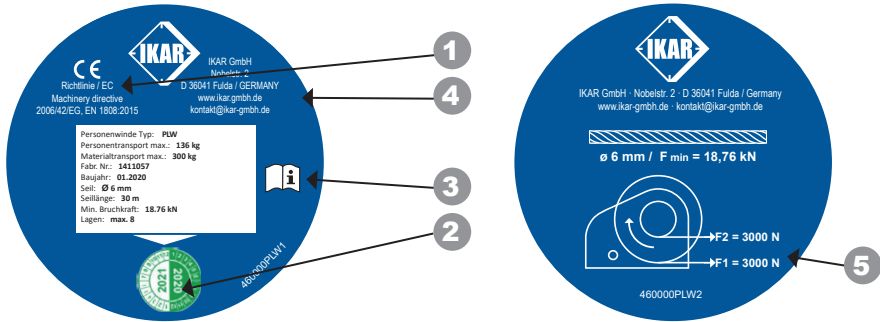 IKAR
CE
Richtlinie / EC
Machinery directive
2006/42/EG, EN 1808:2015
IKAR GmbH
Nobelstr. 2
D 36041 Fulda / GERMANY
www.ikar.gmbh.de
kontakt@ikar-gmbh.de
Personenwinde Typ: PLW
Personentransport max.: 136 kg
Materialtransport max.: 300 kg
Fabr. Nr.: 1411057
Baujahr: 01.2020
Seil: Ø 6 mm
Seillänge: 30 m
Min. Bruchkraft: 18.76 kN
Lagen: max. 8
i
2020
2021
460000PLW1
1
4
3
2
IKAR
IKAR GmbH · Nobelstr. 2 · D 36041 Fulda / Germany
www.ikar-gmbh.de · kontakt@ikar-gmbh.de
ø 6 mm / F min = 18,76 kN
F2 = 3000 N
F1 = 3000 N
460000PLW2
5